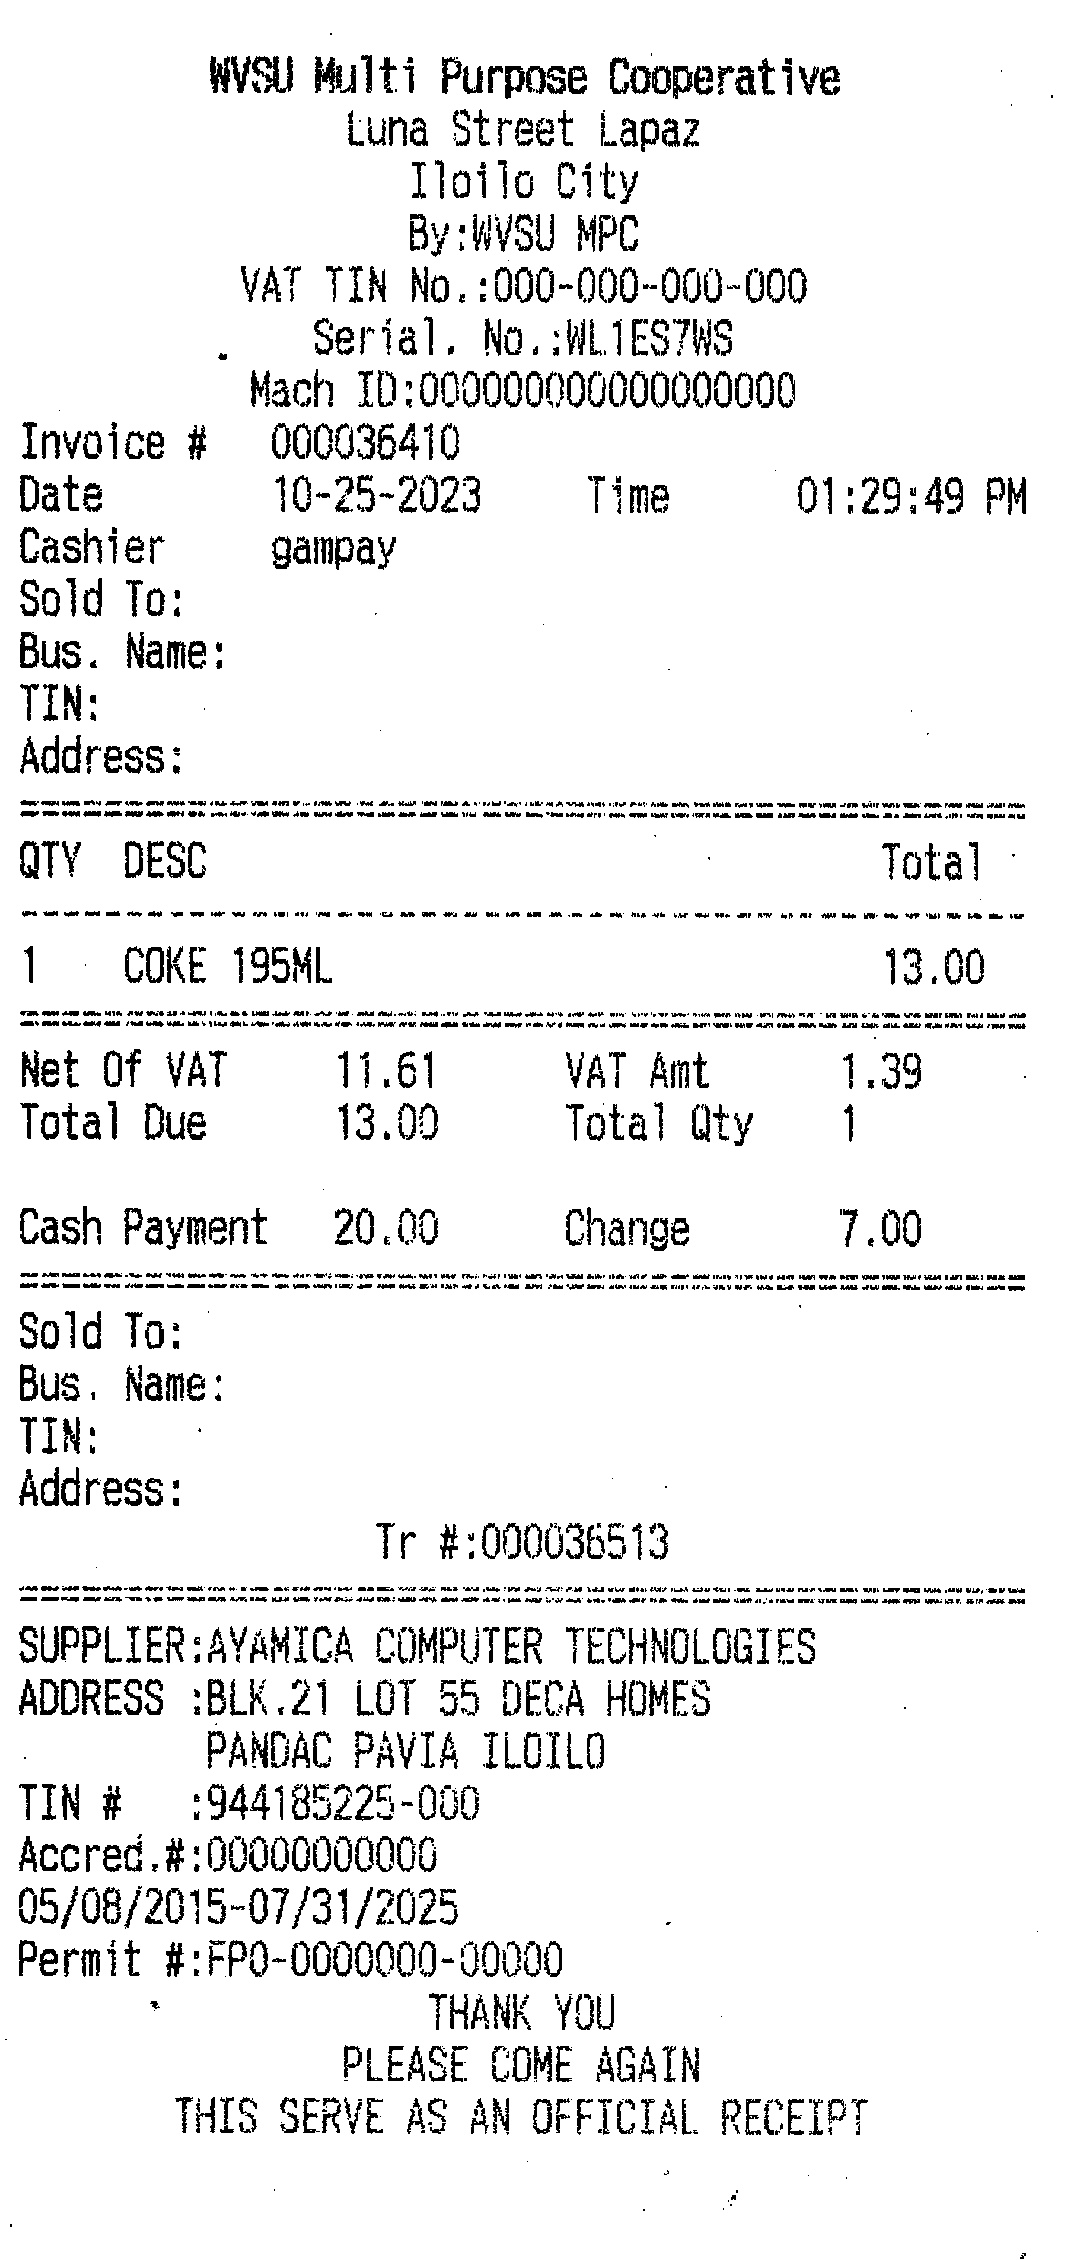 WVSU Multi Purpose Cooperative
Luna Street Lapaz
Iloilo City
By:WVSU MPC
VAT TIN No.:000-000-000-000
Serial. No.:WL1ES7WS
Mach ID:000000000000000000
Invoice # 000036410
Date 10-25-2023 Time 01:29:49 PM
Cashier gampay
Sold To:
Bus. Name:
TIN:
Address:
QTY DESC Total
1 COKE 195ML 13.00
Net Of VAT 11.61 VAT Amt 1.39
Total Due 13.00 Total Qty 1
Cash Payment 20.00 Change 7.00
Sold To:
Bus. Name:
TIN:
Address:
Tr #:000036513
SUPPLIER:AYAMICA COMPUTER TECHNOLOGIES
ADDRESS :BLK.21 LOT 55 DECA HOMES
PANDAC PAVIA ILOILO
TIN # :944185225-000
Accred.#:00000000000
05/08/2015-07/31/2025
Permit #:FP0-0000000-00000
THANK YOU
PLEASE COME AGAIN
THIS SERVE AS AN OFFICIAL RECEIPT